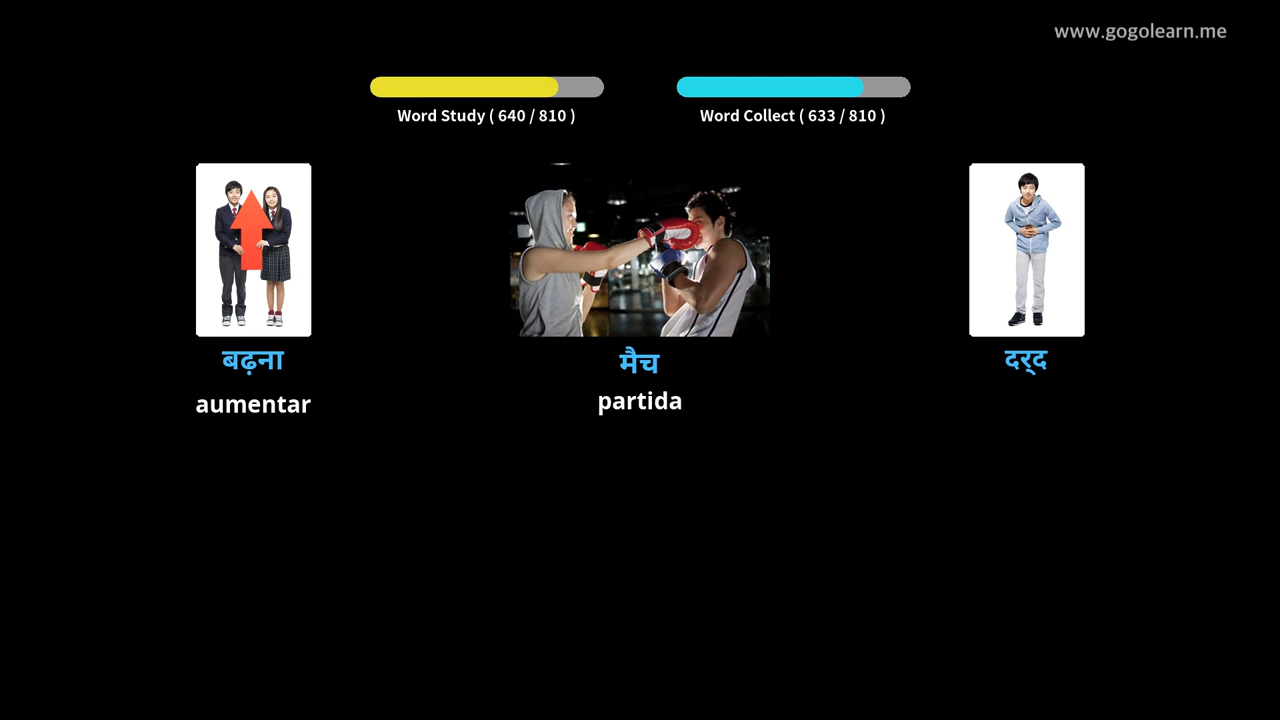 www.gogolearn.me
Word Study ( 640 / 810 )
Word Collect ( 633 / 810 )
बढ़ना
मैच
दर्द
aumentar
partida